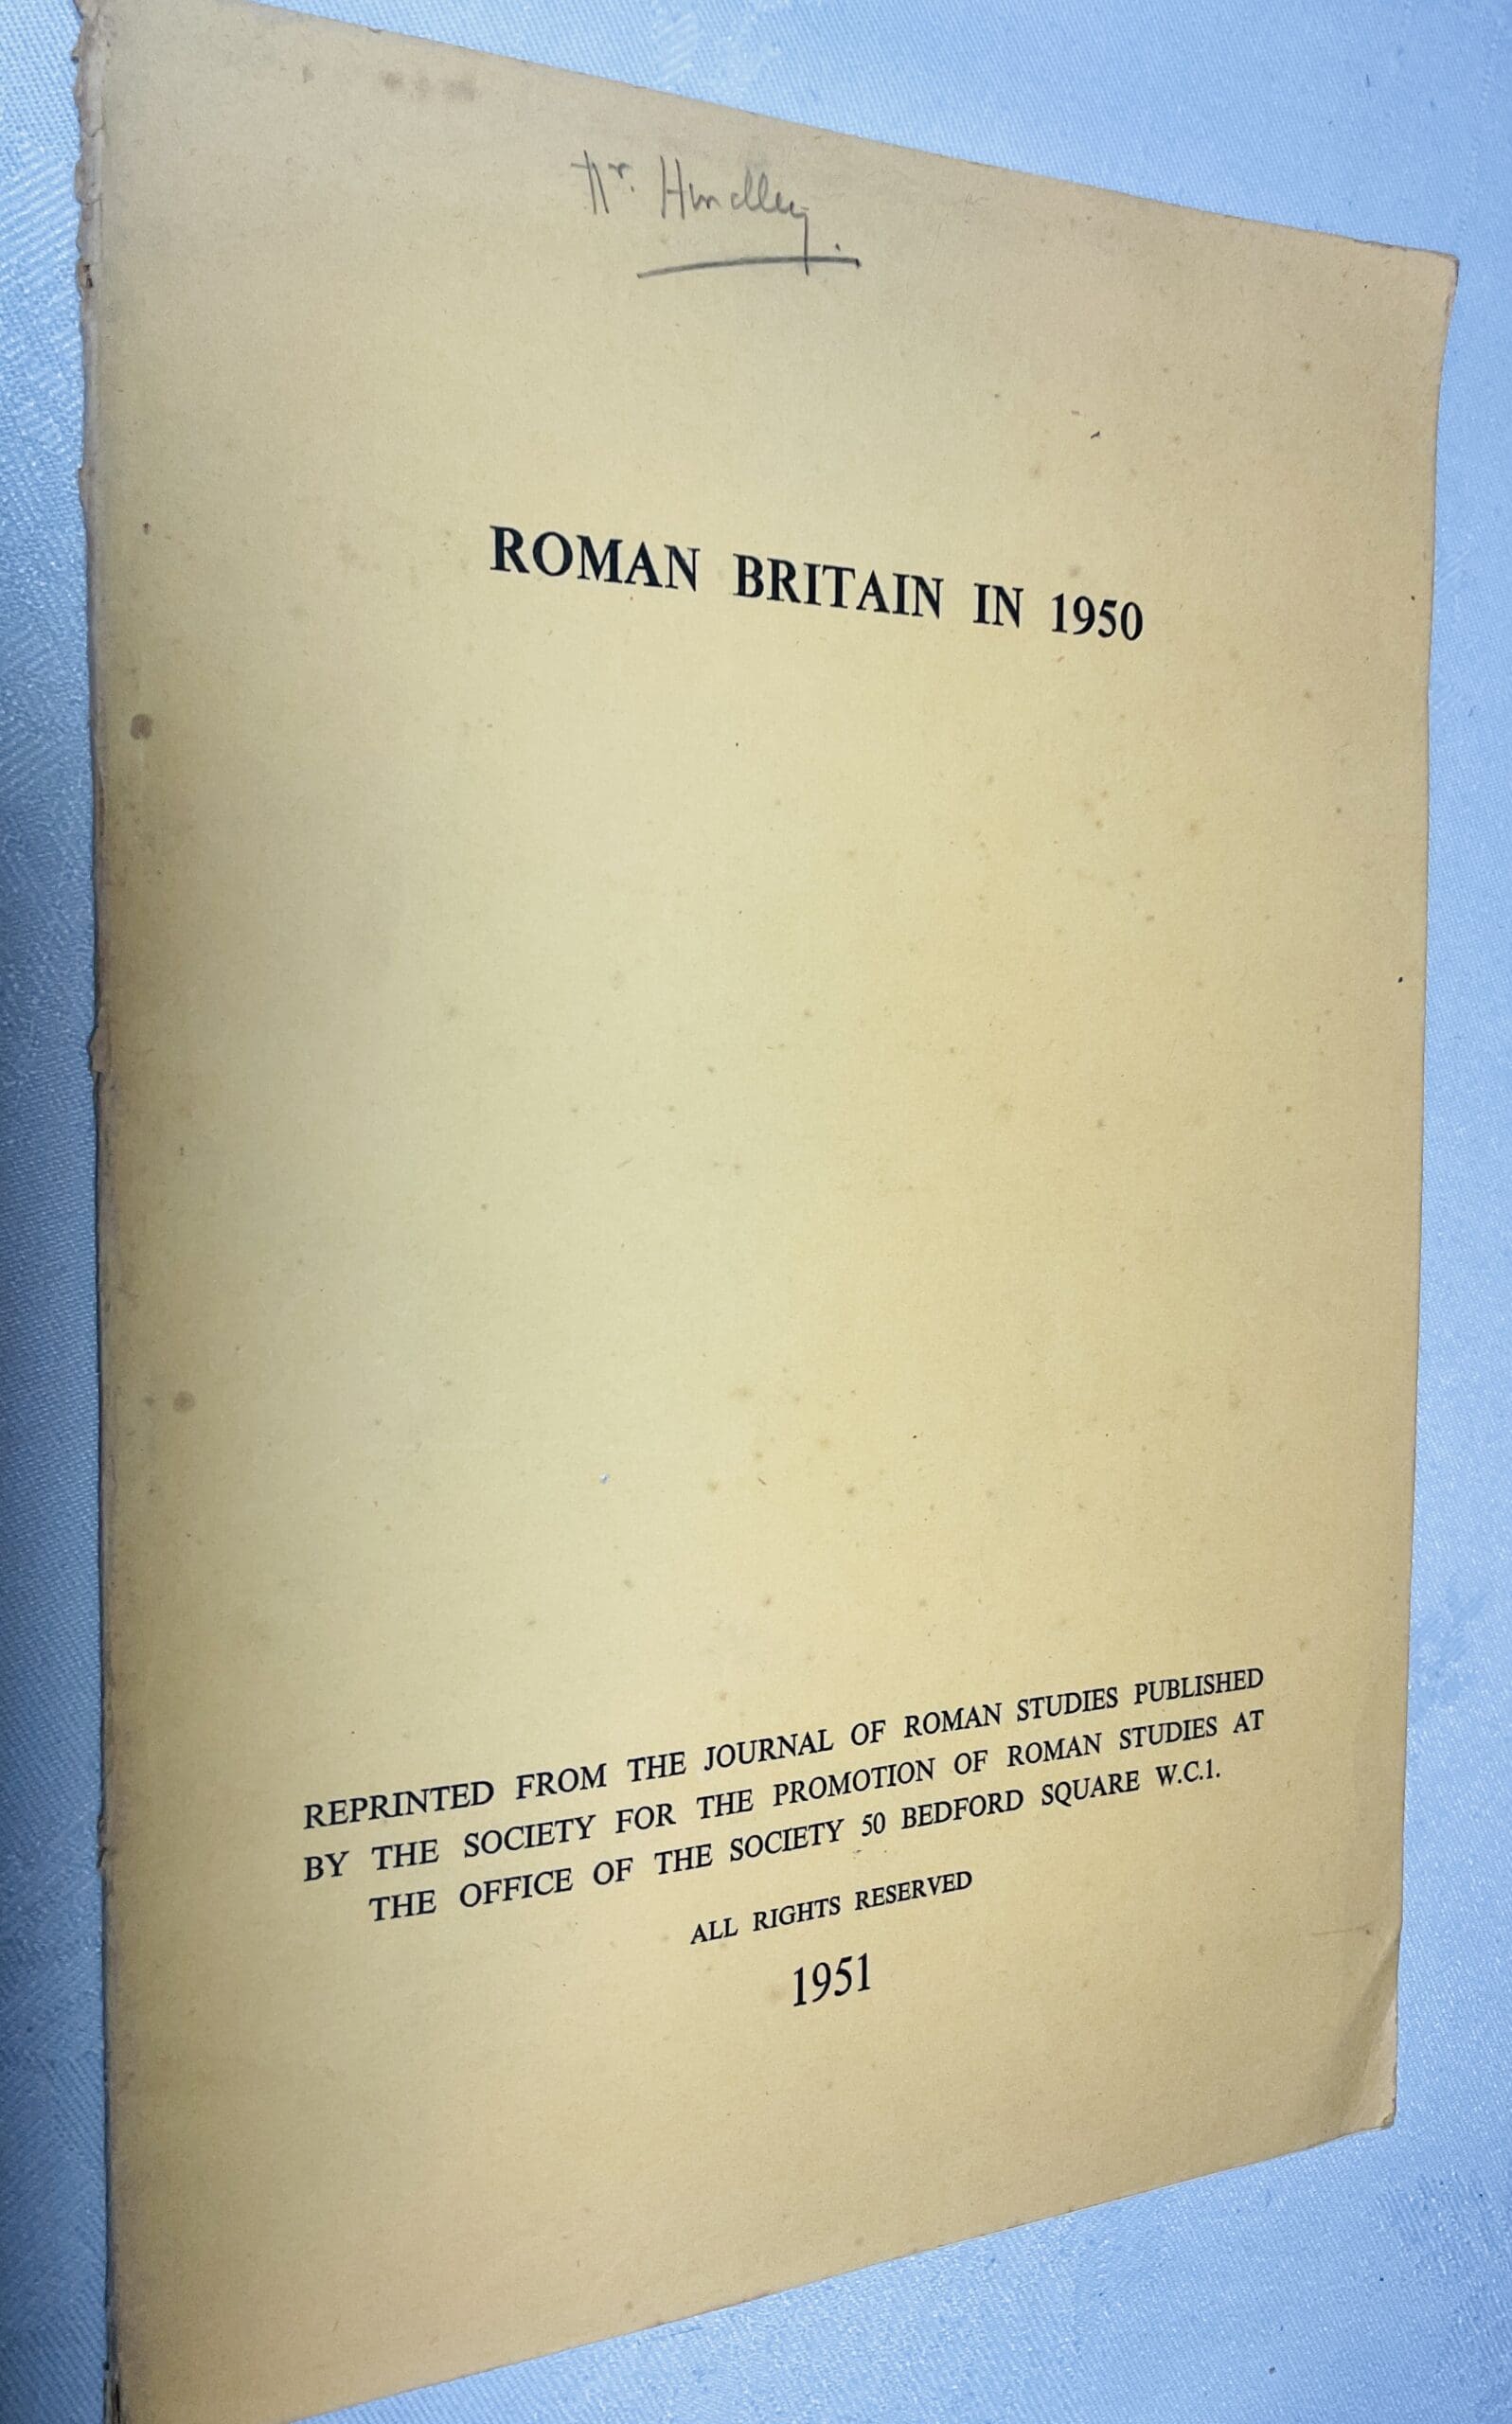 Mr. Hindley.
ROMAN BRITAIN IN 1950
REPRINTED FROM THE JOURNAL OF ROMAN STUDIES PUBLISHED
BY THE SOCIETY FOR THE PROMOTION OF ROMAN STUDIES AT
THE OFFICE OF THE SOCIETY 50 BEDFORD SQUARE W.C.1.
ALL RIGHTS RESERVED
1951